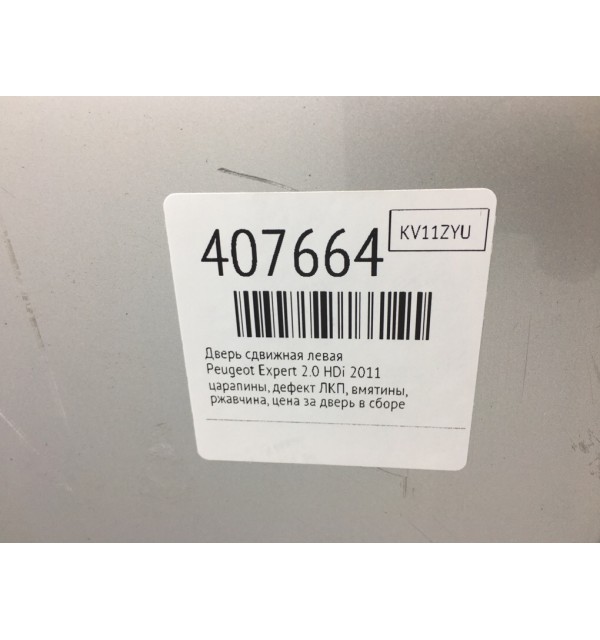 407664
KV11ZYU
Дверь сдвижная левая
Peugeot Expert 2.0 HDi 2011
царапины, дефект ЛКП, вмятины,
ржавчина, цена за дверь в сборе